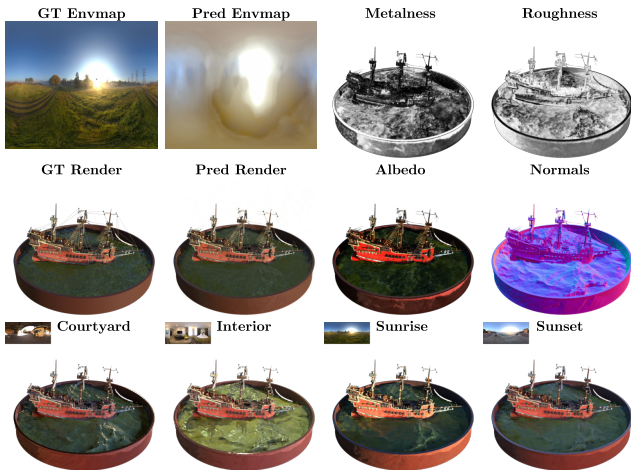 GT Envmap Pred Envmap Metalness Roughness
GT Render Pred Render Albedo Normals
Courtyard Interior Sunrise Sunset